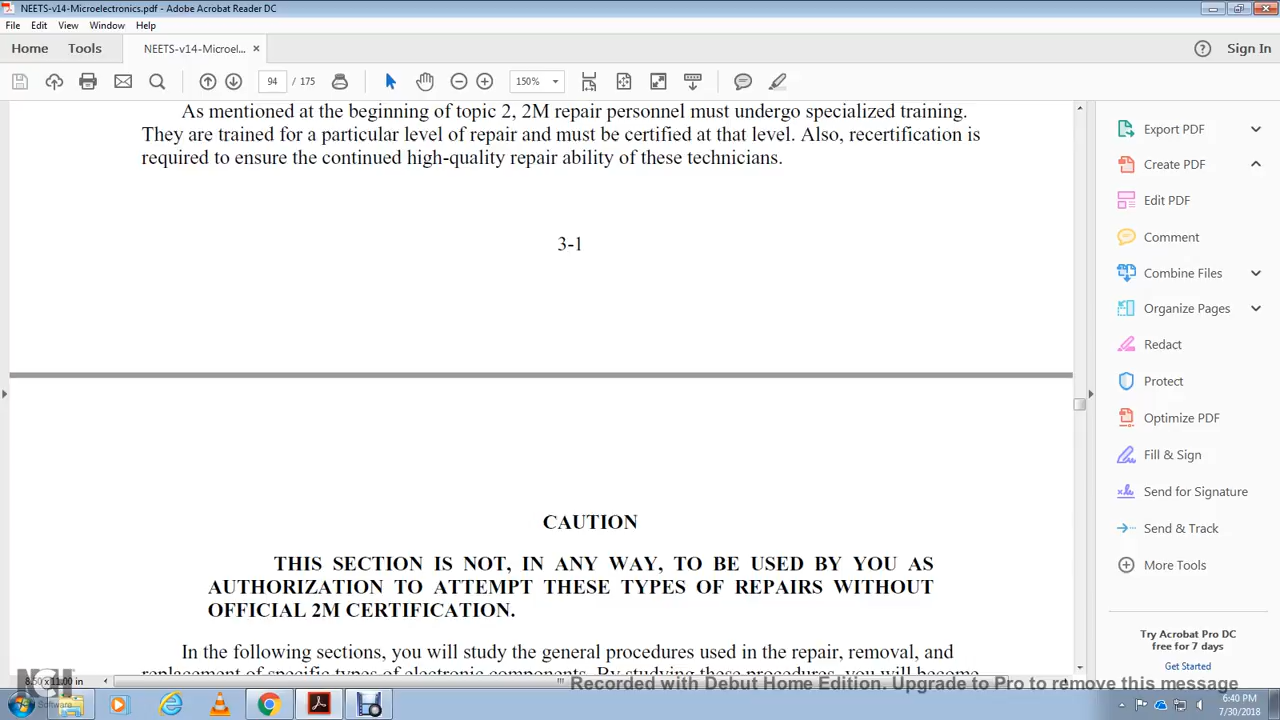 NEETS-v14-Microelectronics.pdf - Adobe Acrobat Reader DC
File Edit View Window Help
Home Tools NEETS-v14-Microel... × Sign In
94 / 175 150%
As mentioned at the beginning of topic 2, 2M repair personnel must undergo specialized training.
They are trained for a particular level of repair and must be certified at that level. Also, recertification is
required to ensure the continued high-quality repair ability of these technicians.
3-1
CAUTION
THIS SECTION IS NOT, IN ANY WAY, TO BE USED BY YOU AS
AUTHORIZATION TO ATTEMPT THESE TYPES OF REPAIRS WITHOUT
OFFICIAL 2M CERTIFICATION.
In the following sections, you will study the general procedures used in the repair, removal, and
replacement of specific types of electronic components. By studying these procedures, you will become
Export PDF
Create PDF
Edit PDF
Comment
Combine Files
Organize Pages
Redact
Protect
Optimize PDF
Fill & Sign
Send for Signature
Send & Track
More Tools
Try Acrobat Pro DC
free for 7 days
Get Started
8.50 x 11.00 in
Recorded with Debut Home Edition. Upgrade to Pro to remove this message
NCH Software
6:40 PM
7/30/2018